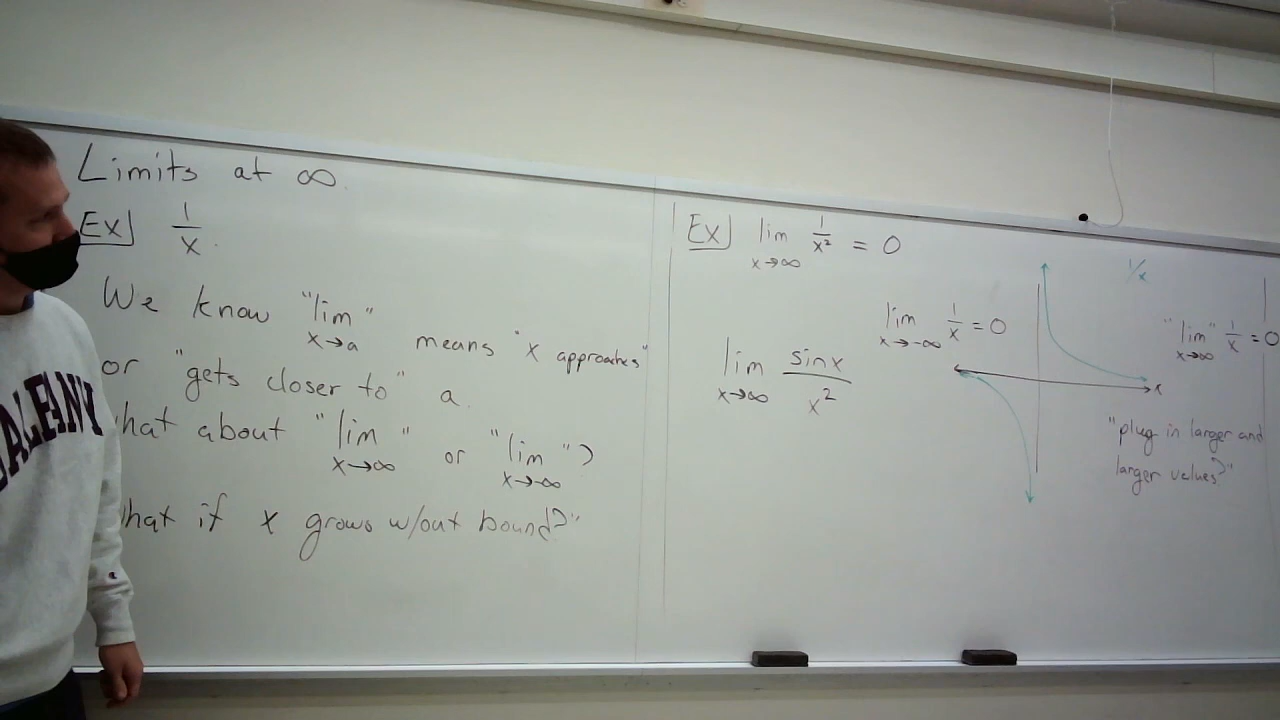 Limits at ∞.
Ex] 1/x.
We know "lim x→a" means "x approaches"
or "gets closer to" a.
hat about "lim x→∞" or "lim x→-∞"?
hat if x grows w/out bound?"
Ex] lim x→∞ 1/x² = 0
lim x→∞ sinx/x²
lim x→-∞ 1/x = 0
1/x
x
"lim" x→∞ 1/x = 0
"plug in larger and
larger values?"